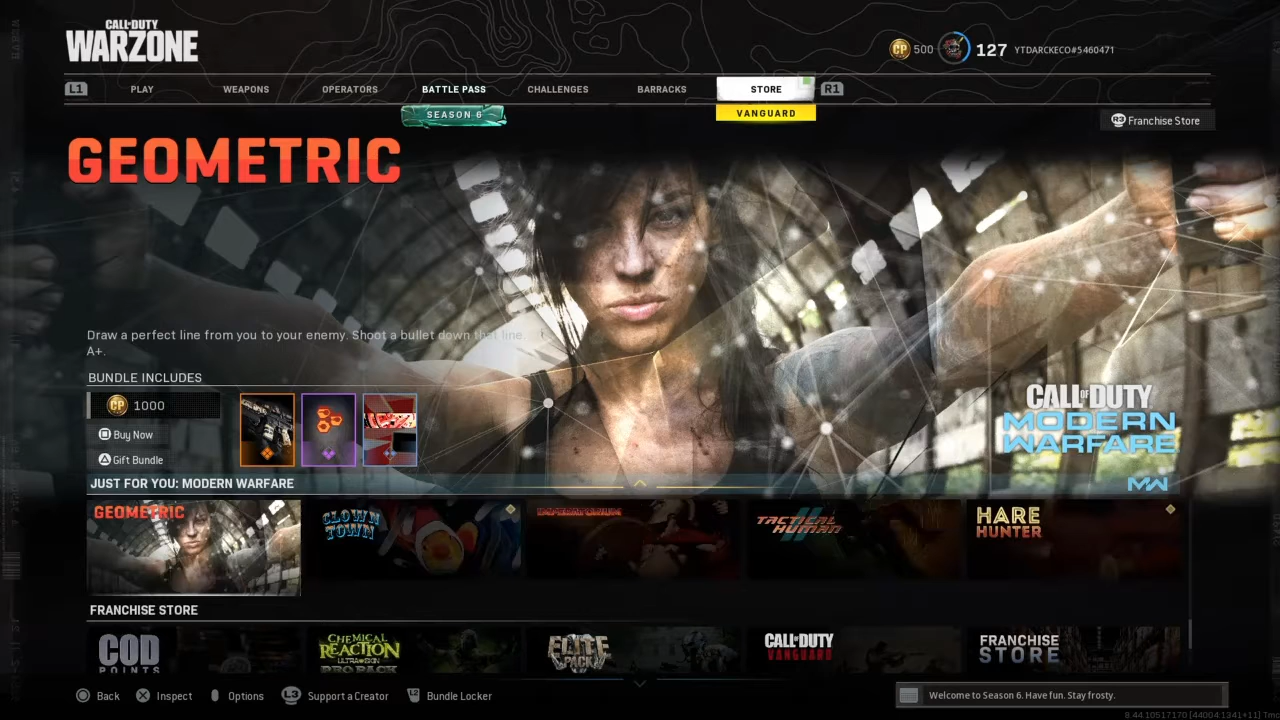 CALL OF DUTY
WARZONE
CP 500
127
YTDARCKECO#5460471
L1
PLAY
WEAPONS
OPERATORS
BATTLE PASS
CHALLENGES
BARRACKS
STORE
R1
SEASON 6
VANGUARD
R3 Franchise Store
GEOMETRIC
Draw a perfect line from you to your enemy. Shoot a bullet down that line.
A+.
BUNDLE INCLUDES
CP 1000
Buy Now
Gift Bundle
CALL OF DUTY
MODERN
WARFARE
MW
JUST FOR YOU: MODERN WARFARE
GEOMETRIC
CLOWN
TOWN
TACTICAL
HUMAN
HARE
HUNTER
FRANCHISE STORE
COD
POINTS
CHEMICAL
REACTION
ULTRA SKIN
PRO PACK
ELITE
PACK
CALL OF DUTY
VANGUARD
FRANCHISE
STORE
Back
Inspect
Options
L3 Support a Creator
L2 Bundle Locker
Welcome to Season 6. Have fun. Stay frosty.